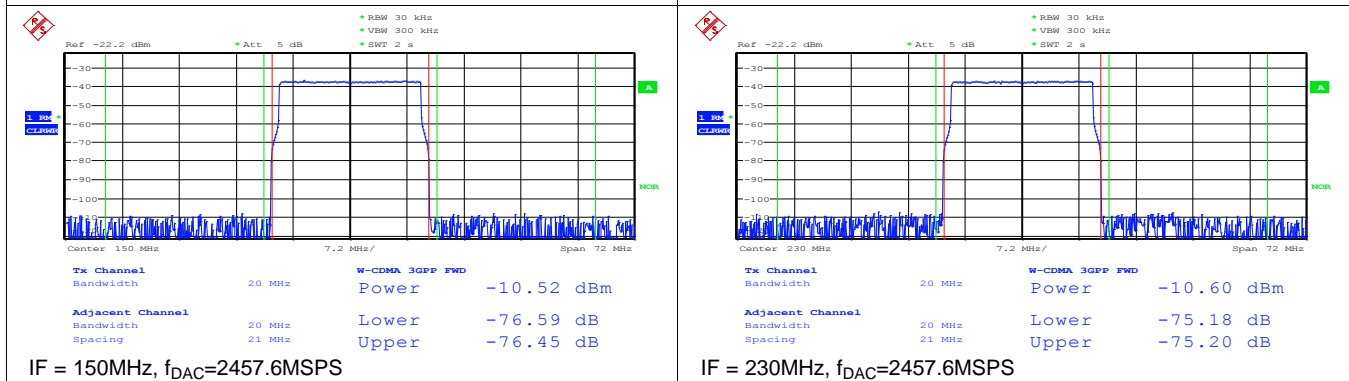 * RBW 30 kHz
* VBW 300 kHz
Ref -22.2 dBm * Att 5 dB * SWT 2 s
-30
-40
A
-50
1 RM *
-60
CLRWR
-70
-80
-90
NOR
-100
-110
Center 150 MHz 7.2 MHz/ Span 72 MHz
Tx Channel W-CDMA 3GPP FWD
Bandwidth 20 MHz Power -10.52 dBm
Adjacent Channel
Bandwidth 20 MHz Lower -76.59 dB
Spacing 21 MHz Upper -76.45 dB
IF = 150MHz, fDAC=2457.6MSPS
* RBW 30 kHz
* VBW 300 kHz
Ref -22.2 dBm * Att 5 dB * SWT 2 s
-30
-40
A
-50
1 RM *
-60
CLRWR
-70
-80
-90
NOR
-100
-110
Center 230 MHz 7.2 MHz/ Span 72 MHz
Tx Channel W-CDMA 3GPP FWD
Bandwidth 20 MHz Power -10.60 dBm
Adjacent Channel
Bandwidth 20 MHz Lower -75.18 dB
Spacing 21 MHz Upper -75.20 dB
IF = 230MHz, fDAC=2457.6MSPS